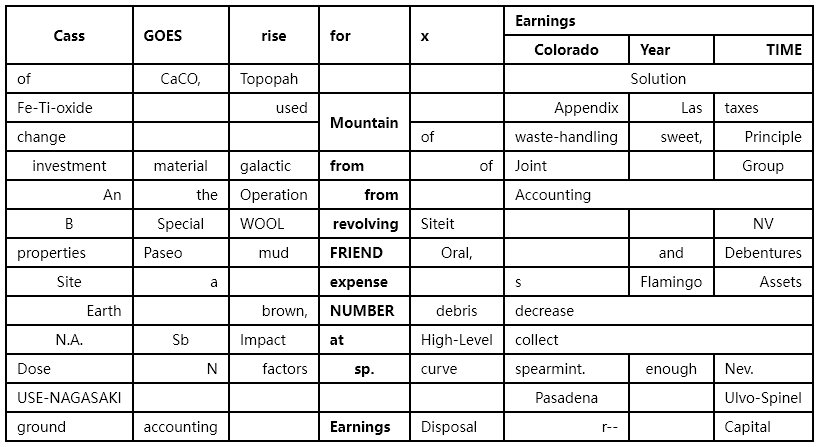 Cass GOES rise for x Earnings
Colorado Year TIME
of CaCO, Topopah Solution
Fe-Ti-oxide used Mountain Appendix Las taxes
change of waste-handling sweet, Principle
investment material galactic from of Joint Group
An the Operation from Accounting
B Special WOOL revolving Siteit NV
properties Paseo mud FRIEND Oral, and Debentures
Site a expense s Flamingo Assets
Earth brown, NUMBER debris decrease
N.A. Sb Impact at High-Level collect
Dose N factors sp. curve spearmint. enough Nev.
USE-NAGASAKI Pasadena Ulvo-Spinel
ground accounting Earnings Disposal r-- Capital